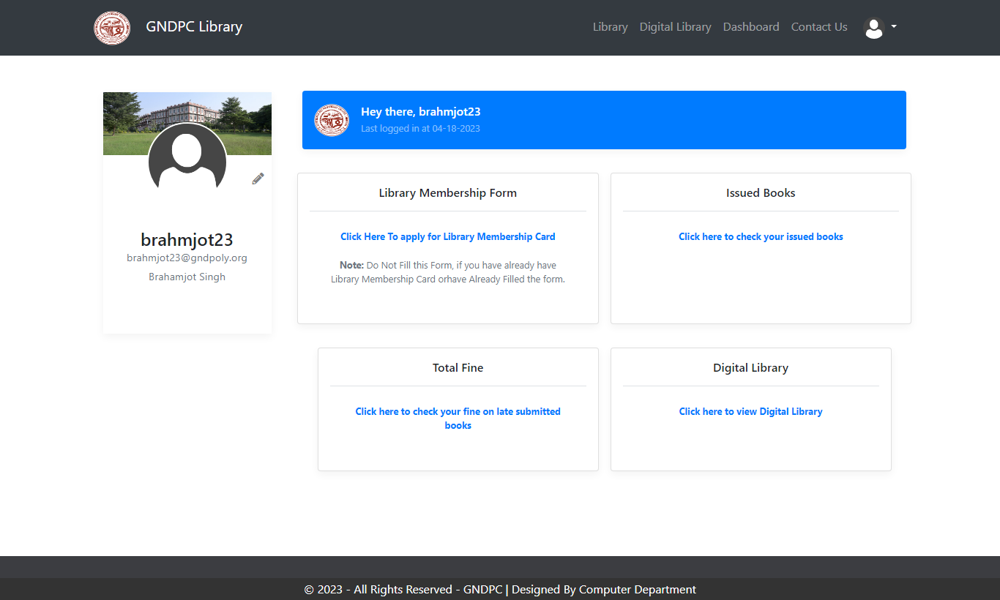 GNDPC Library
Library Digital Library Dashboard Contact Us
brahmjot23
brahmjot23@gndpoly.org
Brahamjot Singh
Hey there, brahmjot23
Last logged in at 04-18-2023
Library Membership Form
Click Here To apply for Library Membership Card
Note: Do Not Fill this Form, if you have already have
Library Membership Card orhave Already Filled the form.
Issued Books
Click here to check your issued books
Total Fine
Click here to check your fine on late submitted
books
Digital Library
Click here to view Digital Library
© 2023 - All Rights Reserved - GNDPC | Designed By Computer Department